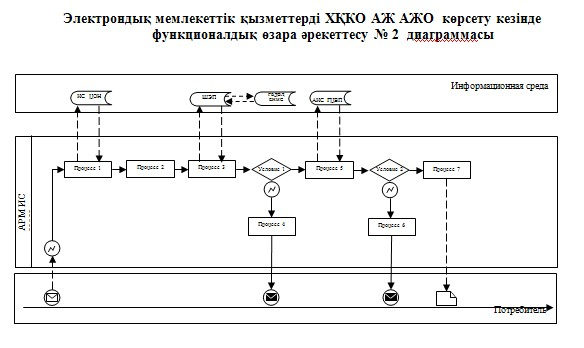 Электрондық мемлекеттік қызметтерді ХҚКО АЖ АЖО көрсету кезінде
функционалдық өзара әрекеттесу № 2 диаграммасы
Информационная среда
ИС ЦОН
ШЭП
АИС ГЦВП
АРМ ИС
Процесс 1
Процесс 2
Процесс 3
Условие 1
Процесс 5
Условие 2
Процесс 7
Процесс 4
Процесс 6
Потребитель